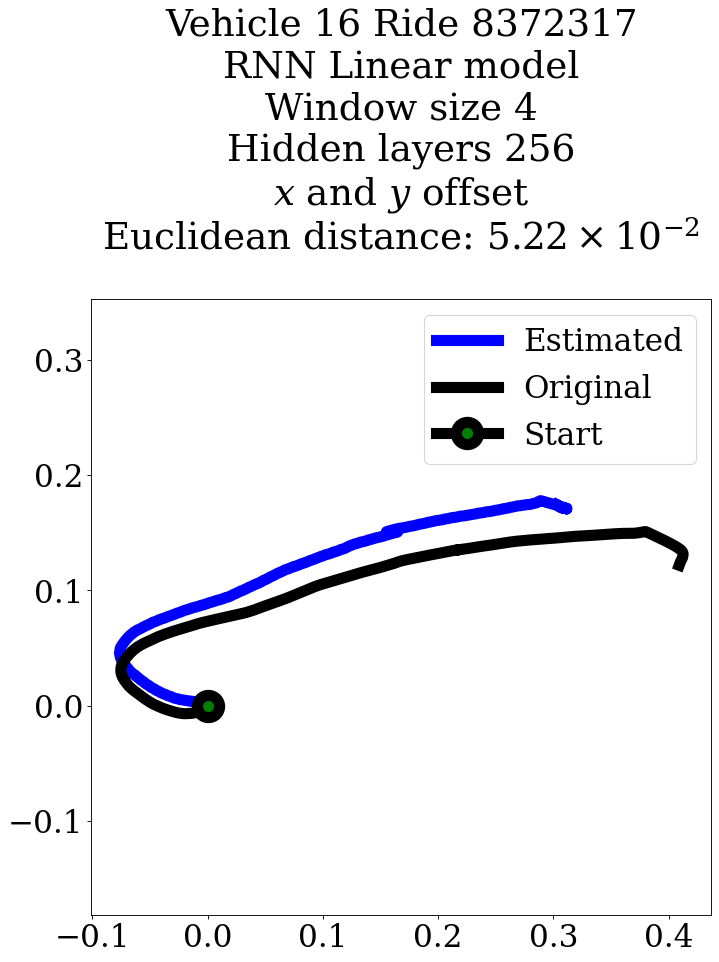 Vehicle 16 Ride 8372317
RNN Linear model
Window size 4
Hidden layers 256
x and y offset
Euclidean distance: 5.22 × 10⁻²
Estimated
Original
Start
0.3
0.2
0.1
0.0
−0.1
−0.1 0.0 0.1 0.2 0.3 0.4